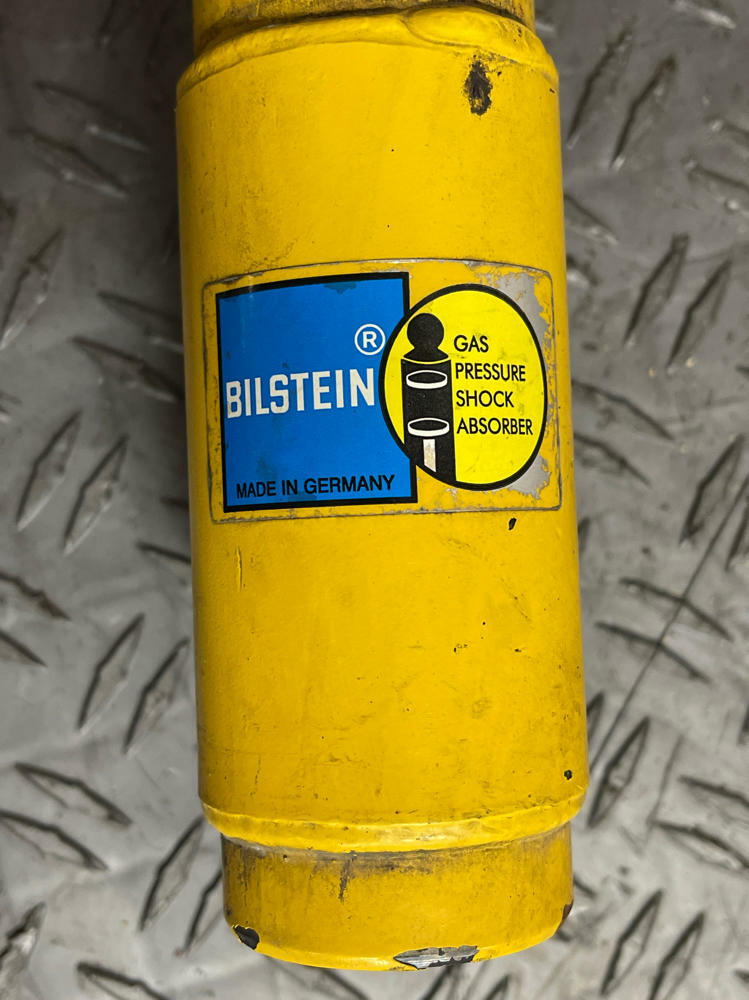 ®
BILSTEIN
MADE IN GERMANY
GAS
PRESSURE
SHOCK
ABSORBER